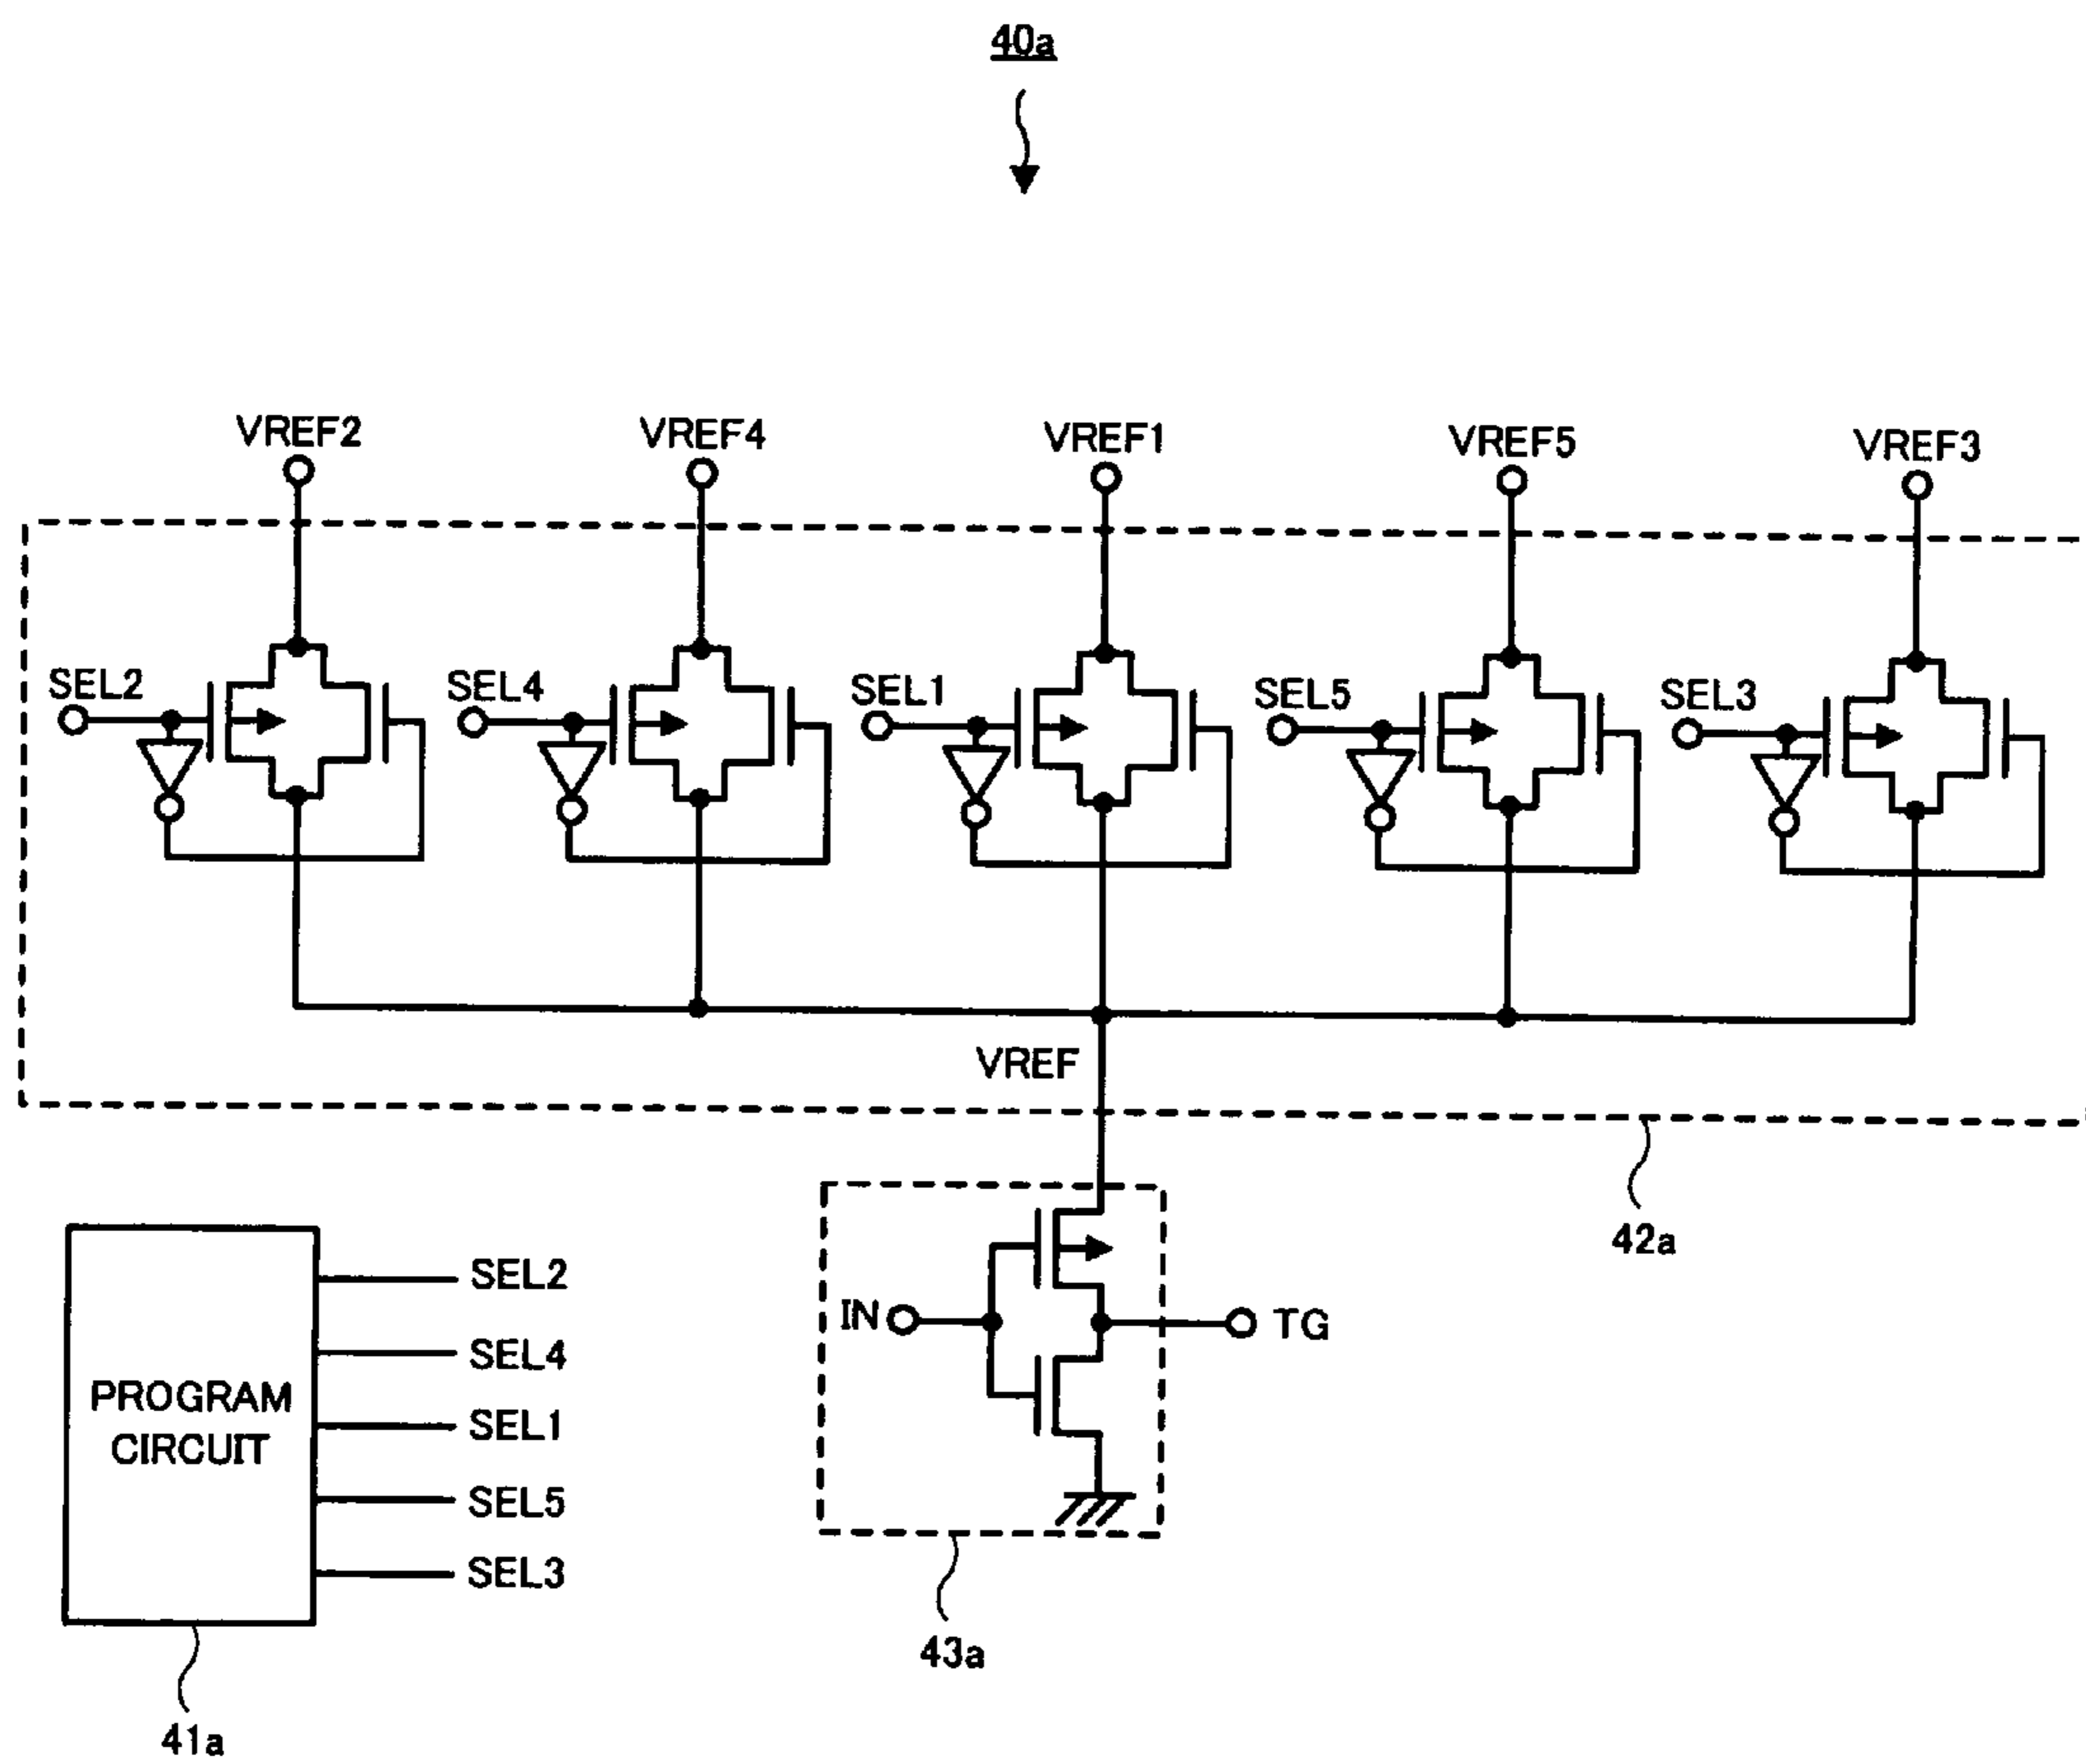 40a
VREF2
VREF4
VREF1
VREF5
VREF3
SEL2
SEL4
SEL1
SEL5
SEL3
VREF
42a
PROGRAM
CIRCUIT
SEL2
SEL4
SEL1
SEL5
SEL3
IN
TG
43a
41a